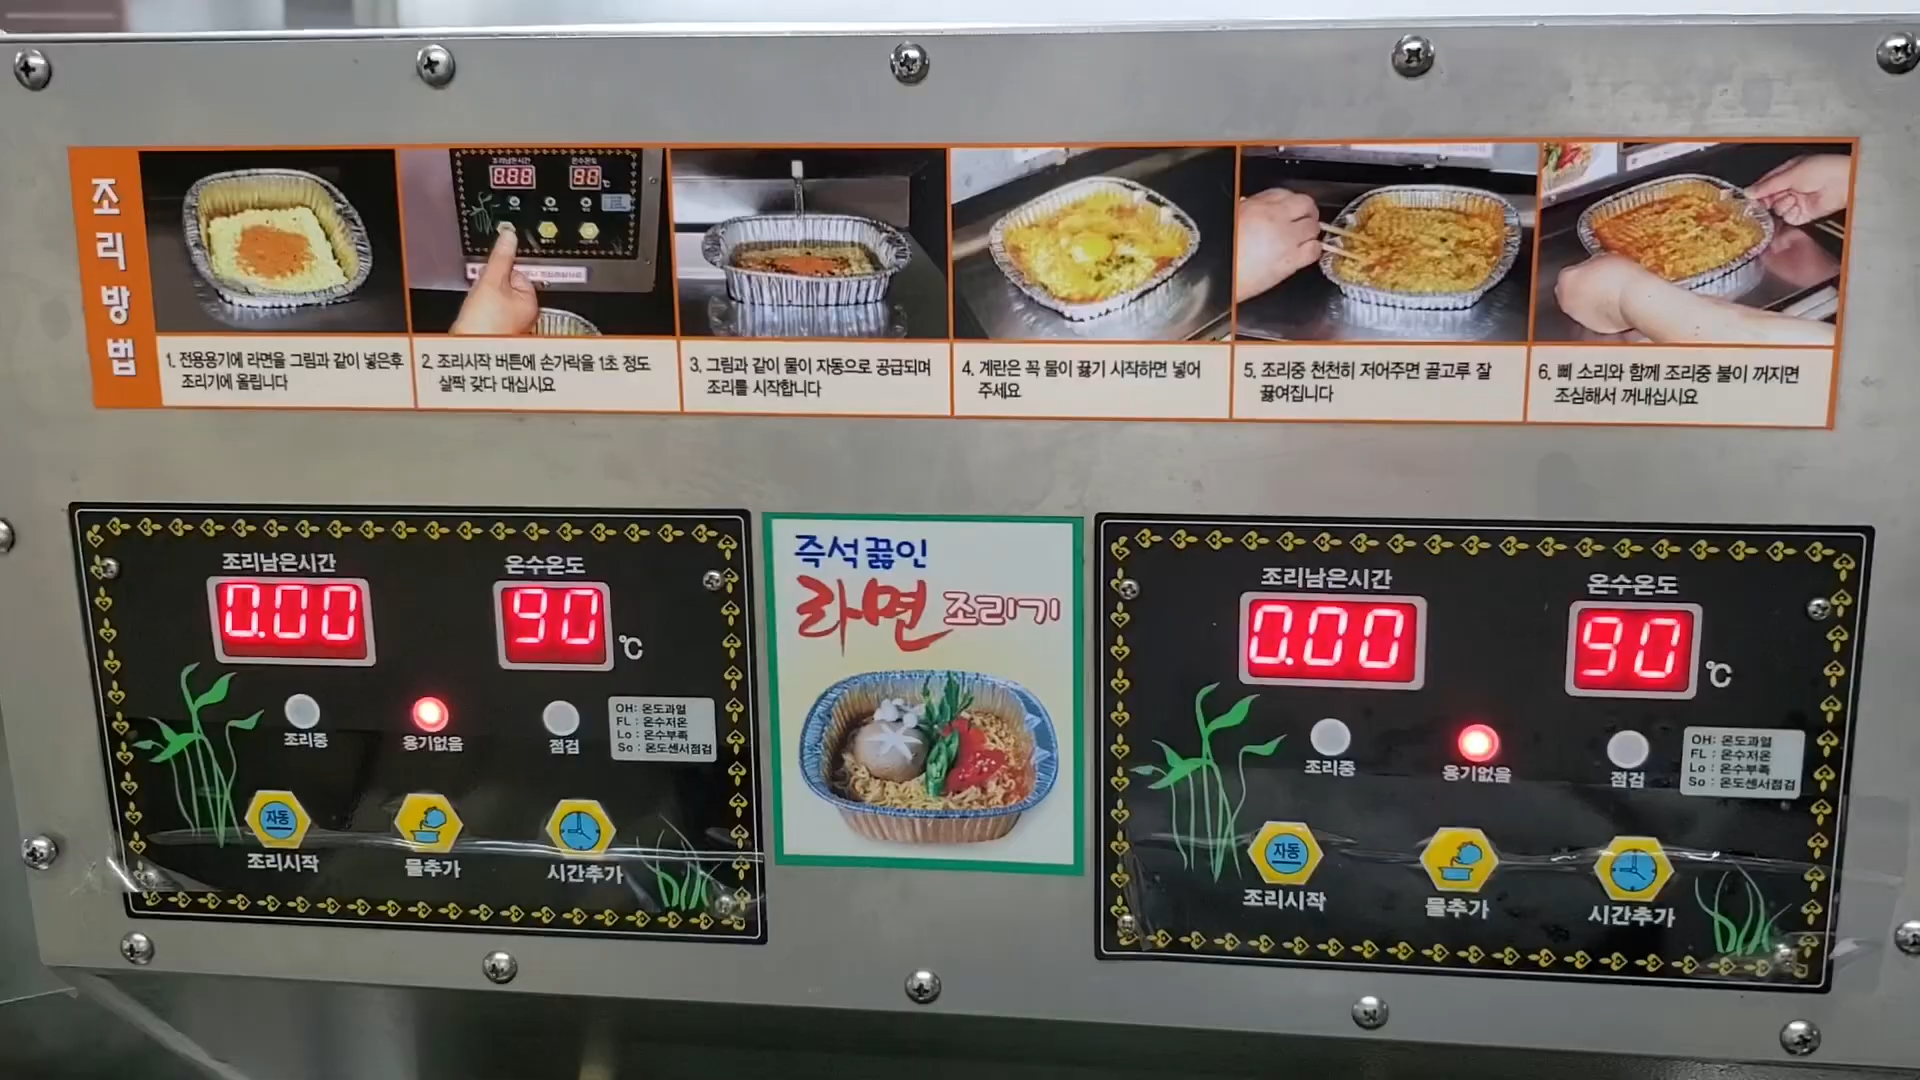 조리방법
1. 전용용기에 라면을 그림과 같이 넣은후
조리기에 올립니다
조리남은시간
8.88
온수온도
88
℃
2. 조리시작 버튼에 손가락을 1초 정도
살짝 갖다 대십시요
3. 그림과 같이 물이 자동으로 공급되며
조리를 시작합니다
4. 계란은 꼭 물이 끓기 시작하면 넣어
주세요
5. 조리중 천천히 저어주면 골고루 잘
끓여집니다
6. 삐 소리와 함께 조리중 불이 꺼지면
조심해서 꺼내십시요
조리남은시간
0.00
온수온도
90
℃
조리중
용기없음
점검
OH: 온도과열
FL : 온수저온
Lo : 온수부족
So : 온도센서점검
자동
조리시작
물추가
시간추가
즉석끓인
라면 조리기
조리남은시간
0.00
온수온도
90
℃
조리중
용기없음
점검
OH: 온도과열
FL : 온수저온
Lo : 온수부족
So : 온도센서점검
자동
조리시작
물추가
시간추가